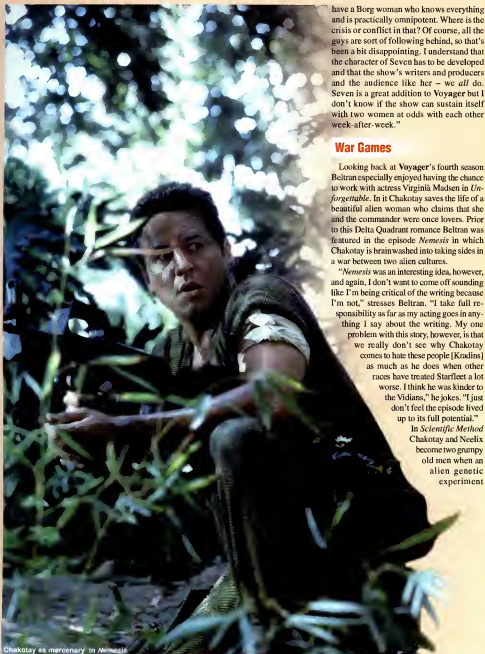 have a Borg woman who knows everything
and is practically omnipotent. Where is the
crisis or conflict in that? Of course, all the
guys are sort of following behind, so that's
been a bit disappointing. I understand that
the character of Seven has to be developed
and that the show's writers and producers
and the audience like her – we all do.
Seven is a great addition to Voyager but I
don't know if the show can sustain itself
with two women at odds with each other
week-after-week."
War Games
Looking back at Voyager's fourth season
Beltran especially enjoyed having the chance
to work with actress Virginia Madsen in Un-
forgettable. In it Chakotay saves the life of a
beautiful alien woman who claims that she
and the commander were once lovers. Prior
to this Delta Quadrant romance Beltran was
featured in the episode Nemesis in which
Chakotay is brainwashed into taking sides in
a war between two alien cultures.
"Nemesis was an interesting idea, however,
and again, I don't want to come off sounding
like I'm being critical of the writing because
I'm not," stresses Beltran. "I take full re-
sponsibility as far as my acting goes in any-
thing I say about the writing. My one
problem with this story, however, is that
we really don't see why Chakotay
comes to hate these people [Kradins]
as much as he does when other
races have treated Starfleet a lot
worse. I think he was kinder to
the Vidians," he jokes. "I just
don't feel the episode lived
up to its full potential."
In Scientific Method
Chakotay and Neelix
become two grumpy
old men when an
alien genetic
experiment
Chakotay as mercenary in Nemesis